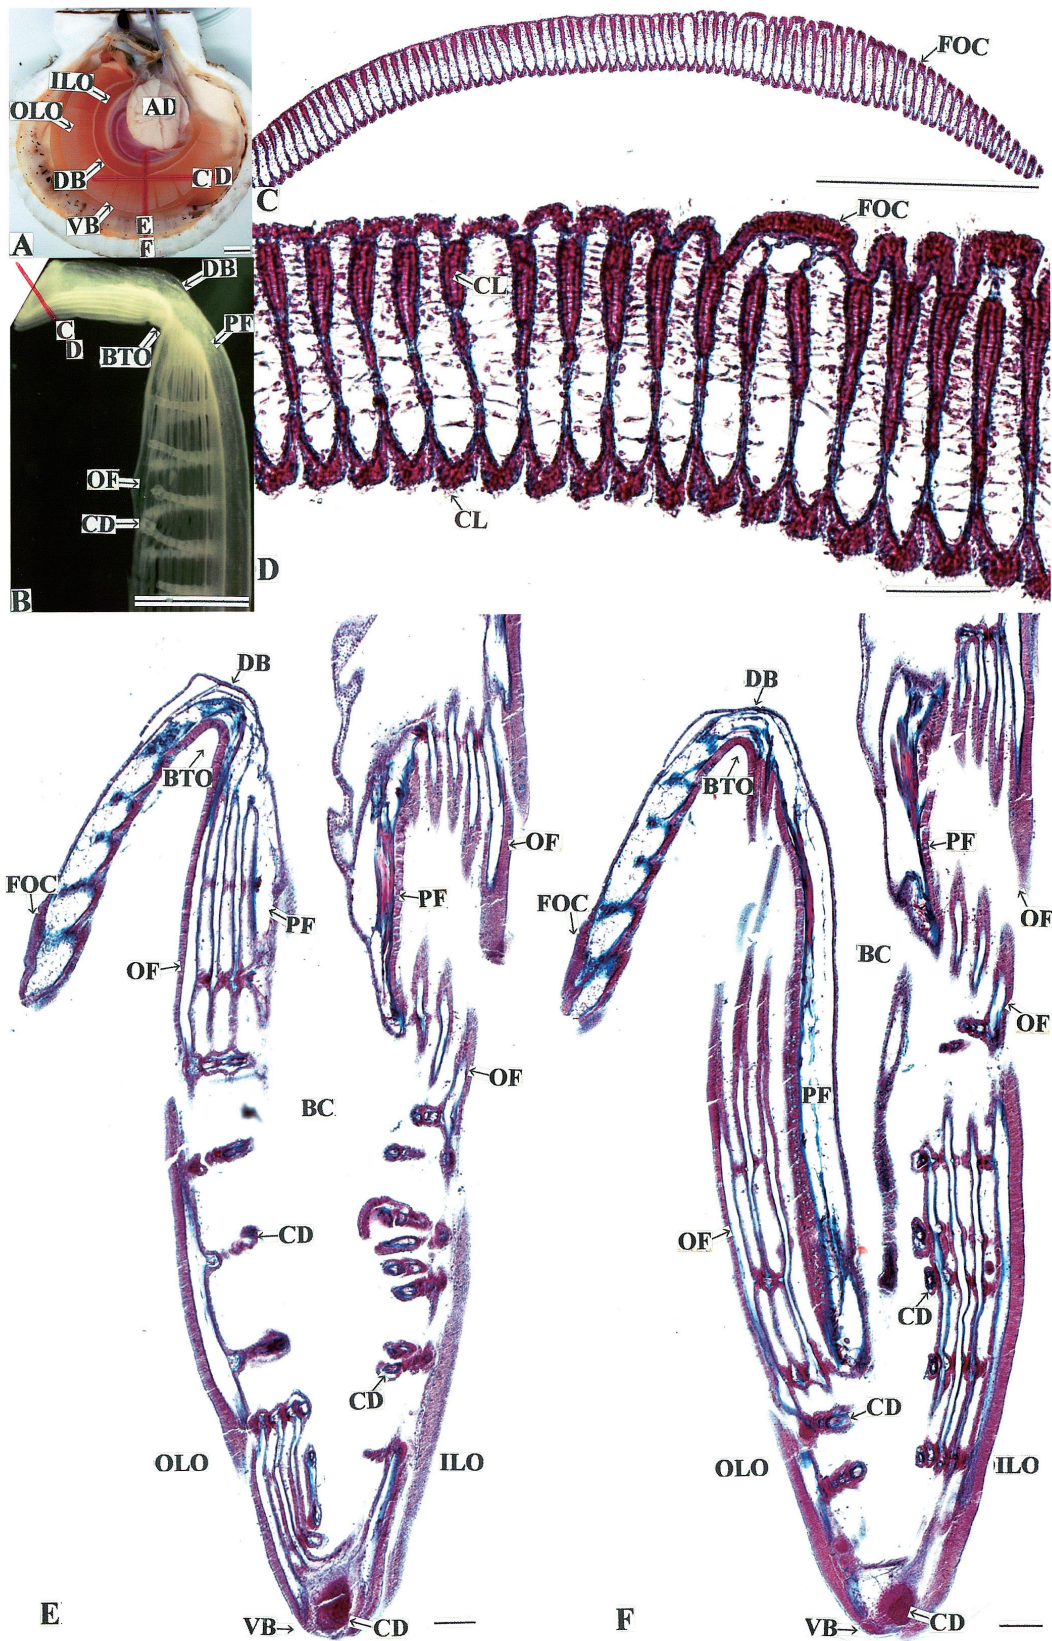 ILO
AD
OLO
DB
C D
VB
E
F
A
DB
PF
C
D
BTO
OF
CD
B
FOC
C
FOC
CL
CL
D
DB
BTO
FOC
OF
PF
PF
OF
OF
BC
CD
CD
OLO
ILO
E
VB
CD
DB
BTO
FOC
PF
OF
BC
OF
PF
OF
CD
CD
OLO
ILO
F
VB
CD